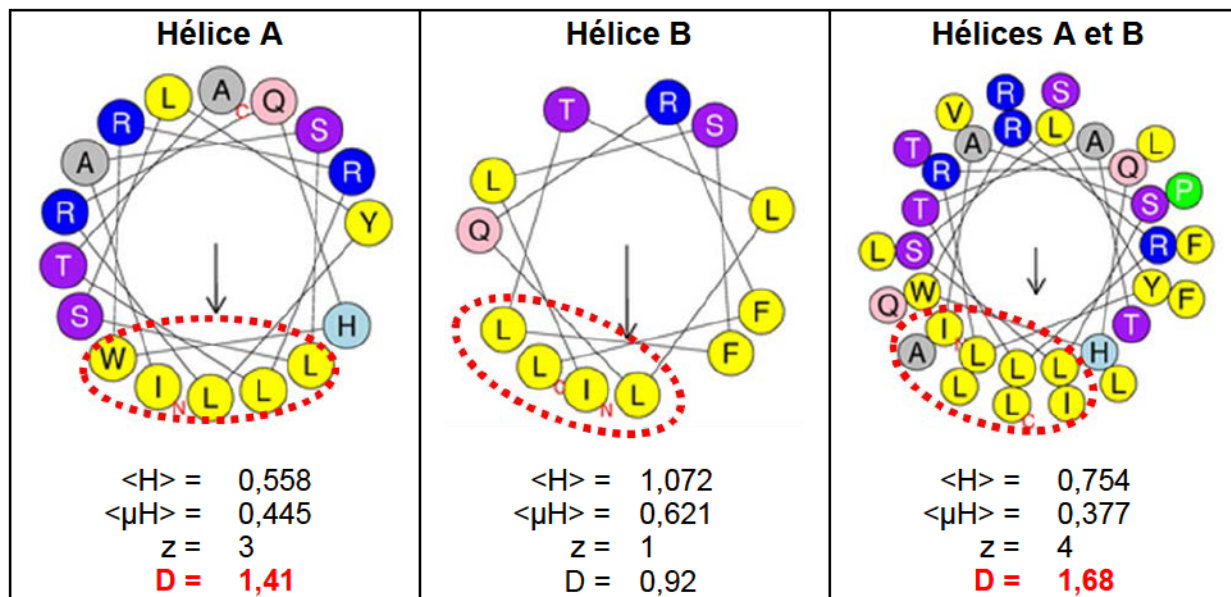 Hélice A
A
L
Q
C
R
S
A
R
R
Y
T
S
H
W
L
I
N
L
L
<H> = 0,558
<µH> = 0,445
z = 3
D = 1,41
Hélice B
T
R
S
L
L
Q
F
L
F
L
C
I
N
L
<H> = 1,072
<µH> = 0,621
z = 1
D = 0,92
Hélices A et B
R
S
V
R
L
A
A
L
T
R
Q
P
T
S
L
S
R
F
W
Y
F
Q
I
N
T
A
L
L
L
H
L
L
C
I
L
<H> = 0,754
<µH> = 0,377
z = 4
D = 1,68